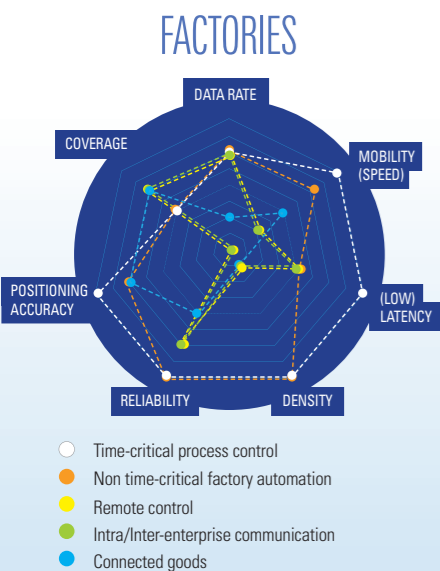 FACTORIES
DATA RATE
COVERAGE
MOBILITY
(SPEED)
POSITIONING
ACCURACY
(LOW)
LATENCY
RELIABILITY
DENSITY
Time-critical process control
Non time-critical factory automation
Remote control
Intra/Inter-enterprise communication
Connected goods